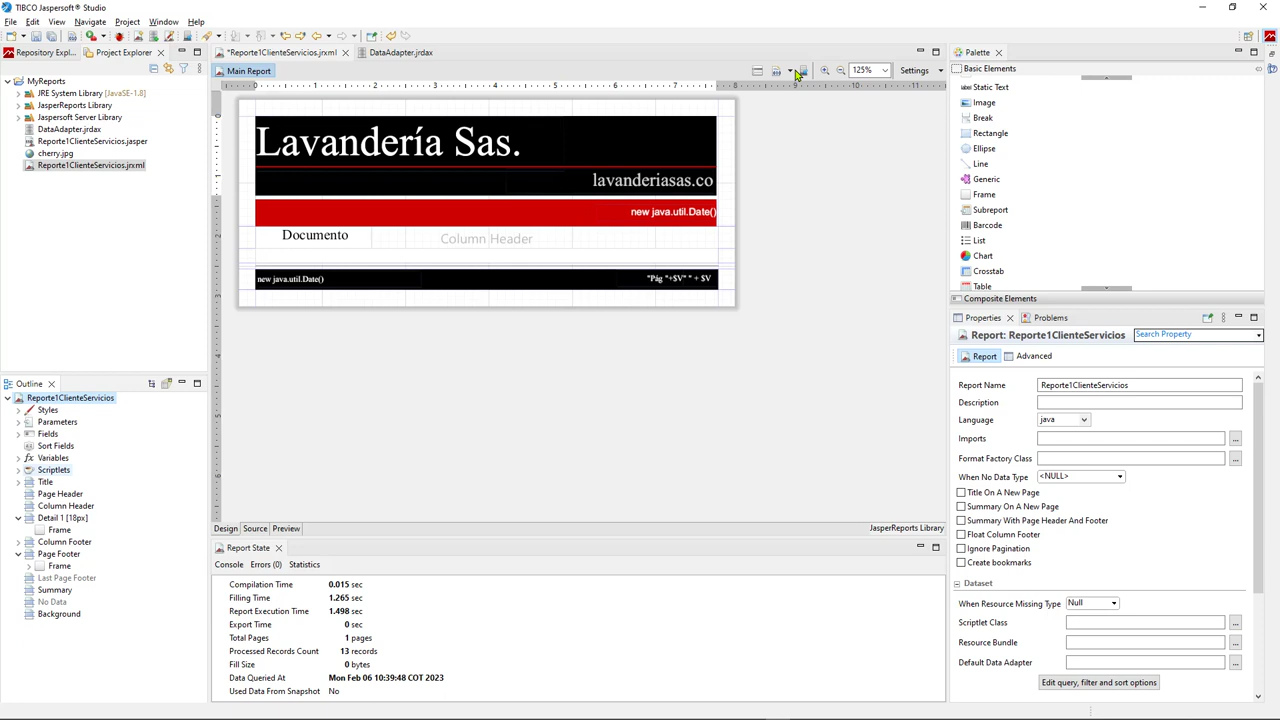 TIBCO Jaspersoft® Studio
File Edit View Navigate Project Window Help
Repository Expl... Project Explorer
*Reporte1ClienteServicios.jrxml DataAdapter.jrdax
Palette
MyReports
JRE System Library [JavaSE-1.8]
JasperReports Library
Jaspersoft Server Library
DataAdapter.jrdax
Reporte1ClienteServicios.jasper
cherry.jpg
Reporte1ClienteServicios.jrxml
Main Report
125%
Settings
Lavandería Sas.
lavanderiasas.co
new java.util.Date()
Documento
Column Header
new java.util.Date()
"Pág "+$V" " + $V
Basic Elements
Static Text
Image
Break
Rectangle
Ellipse
Line
Generic
Frame
Subreport
Barcode
List
Chart
Crosstab
Table
Composite Elements
Outline
Reporte1ClienteServicios
Styles
Parameters
Fields
Sort Fields
Variables
Scriptlets
Title
Page Header
Column Header
Detail 1 [18px]
Frame
Column Footer
Page Footer
Frame
Last Page Footer
Summary
No Data
Background
Design Source Preview
JasperReports Library
Report State
Console Errors (0) Statistics
Compilation Time 0.015 sec
Filling Time 1.265 sec
Report Execution Time 1.498 sec
Export Time 0 sec
Total Pages 1 pages
Processed Records Count 13 records
Fill Size 0 bytes
Data Queried At Mon Feb 06 10:39:48 COT 2023
Used Data From Snapshot No
Properties Problems
Report: Reporte1ClienteServicios
Search Property
Report Advanced
Report Name Reporte1ClienteServicios
Description
Language java
Imports ...
Format Factory Class ...
When No Data Type <NULL>
Title On A New Page
Summary On A New Page
Summary With Page Header And Footer
Float Column Footer
Ignore Pagination
Create bookmarks
Dataset
When Resource Missing Type Null
Scriptlet Class ...
Resource Bundle ...
Default Data Adapter ...
Edit query, filter and sort options